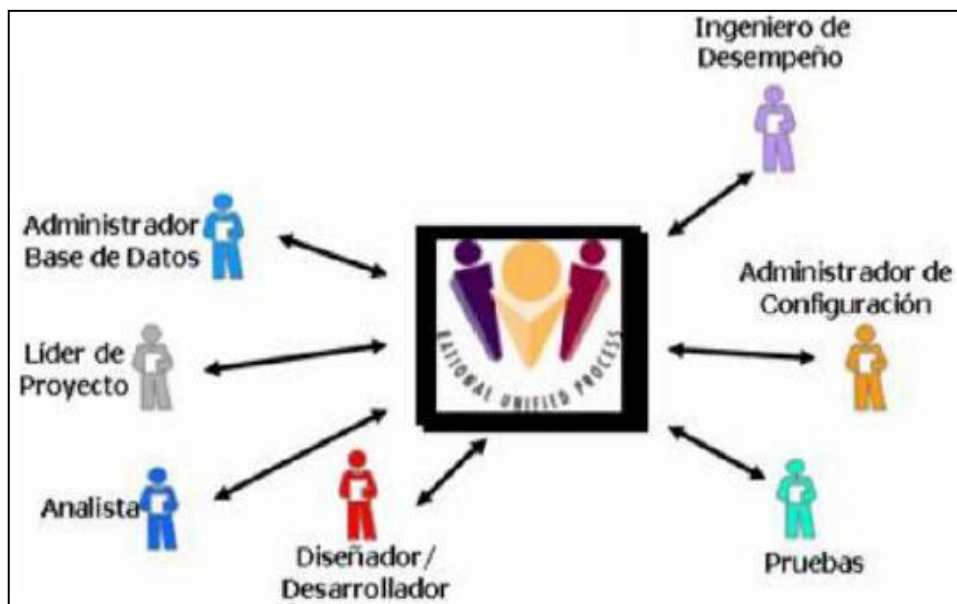 Ingeniero de
Desempeño
Administrador
Base de Datos
Administrador de
Configuración
RATIONAL UNIFIED PROCESS
Líder de
Proyecto
Analista
Diseñador/
Desarrollador
Pruebas